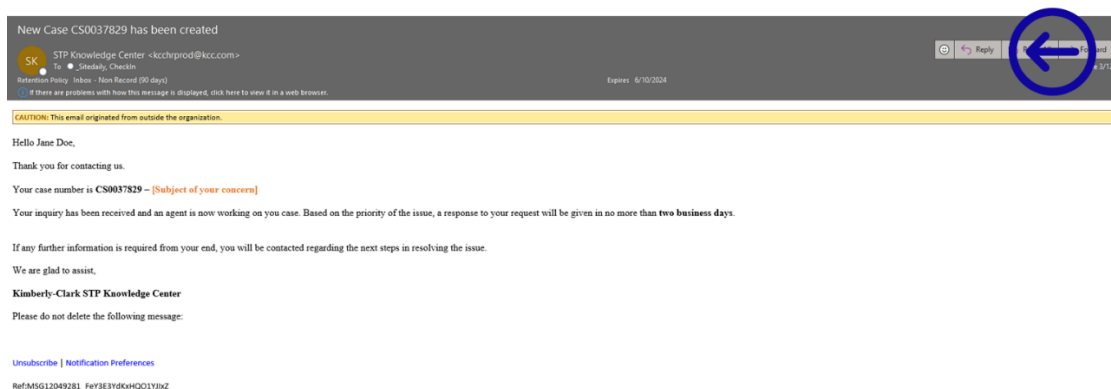 New Case CS0037829 has been created
SK
STP Knowledge Center <kcchrprod@kcc.com>
To _Sitedaily, Checkin
Reply
Retention Policy Inbox - Non Record (90 days)
Expires 6/10/2024
If there are problems with how this message is displayed, click here to view it in a web browser.
CAUTION: This email originated from outside the organization.
Hello Jane Doe,
Thank you for contacting us.
Your case number is CS0037829 – [Subject of your concern]
Your inquiry has been received and an agent is now working on you case. Based on the priority of the issue, a response to your request will be given in no more than two business days.
If any further information is required from your end, you will be contacted regarding the next steps in resolving the issue.
We are glad to assist,
Kimberly-Clark STP Knowledge Center
Please do not delete the following message:
Unsubscribe | Notification Preferences
Ref:MSG12049281_FeY3E3YdKxHQO1YJIxZ